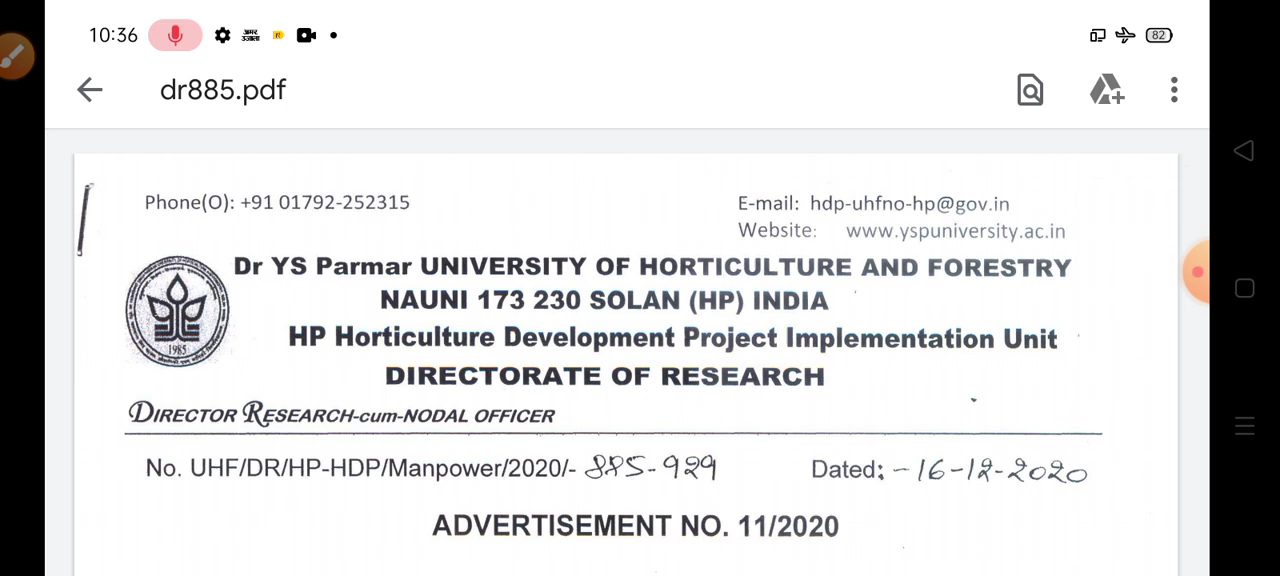 10:36
अमर
उजाला
82
dr885.pdf
Phone(O): +91 01792-252315
E-mail: hdp-uhfno-hp@gov.in
Website: www.yspuniversity.ac.in
Dr YS Parmar UNIVERSITY OF HORTICULTURE AND FORESTRY
NAUNI 173 230 SOLAN (HP) INDIA
HP Horticulture Development Project Implementation Unit
1985
DIRECTORATE OF RESEARCH
DIRECTOR RESEARCH-cum-NODAL OFFICER
No. UHF/DR/HP-HDP/Manpower/2020/- 885-929
Dated: -16-12-2020
ADVERTISEMENT NO. 11/2020